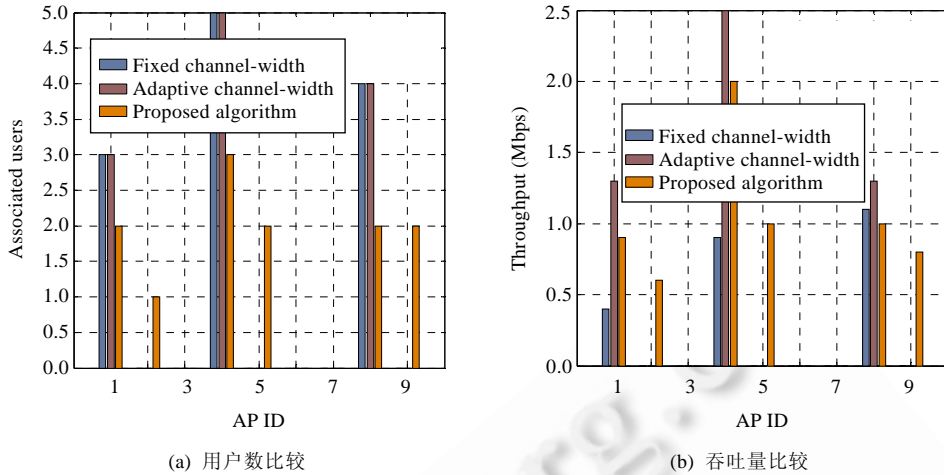 5.0
4.5
4.0
3.5
3.0
2.5
2.0
1.5
1.0
0.5
0.0
Associated users
Fixed channel-width
Adaptive channel-width
Proposed algorithm
1 3 5 7 9
AP ID
(a) 用户数比较
2.5
2.0
1.5
1.0
0.5
0.0
Throughput (Mbps)
Fixed channel-width
Adaptive channel-width
Proposed algorithm
1 3 5 7 9
AP ID
(b) 吞吐量比较